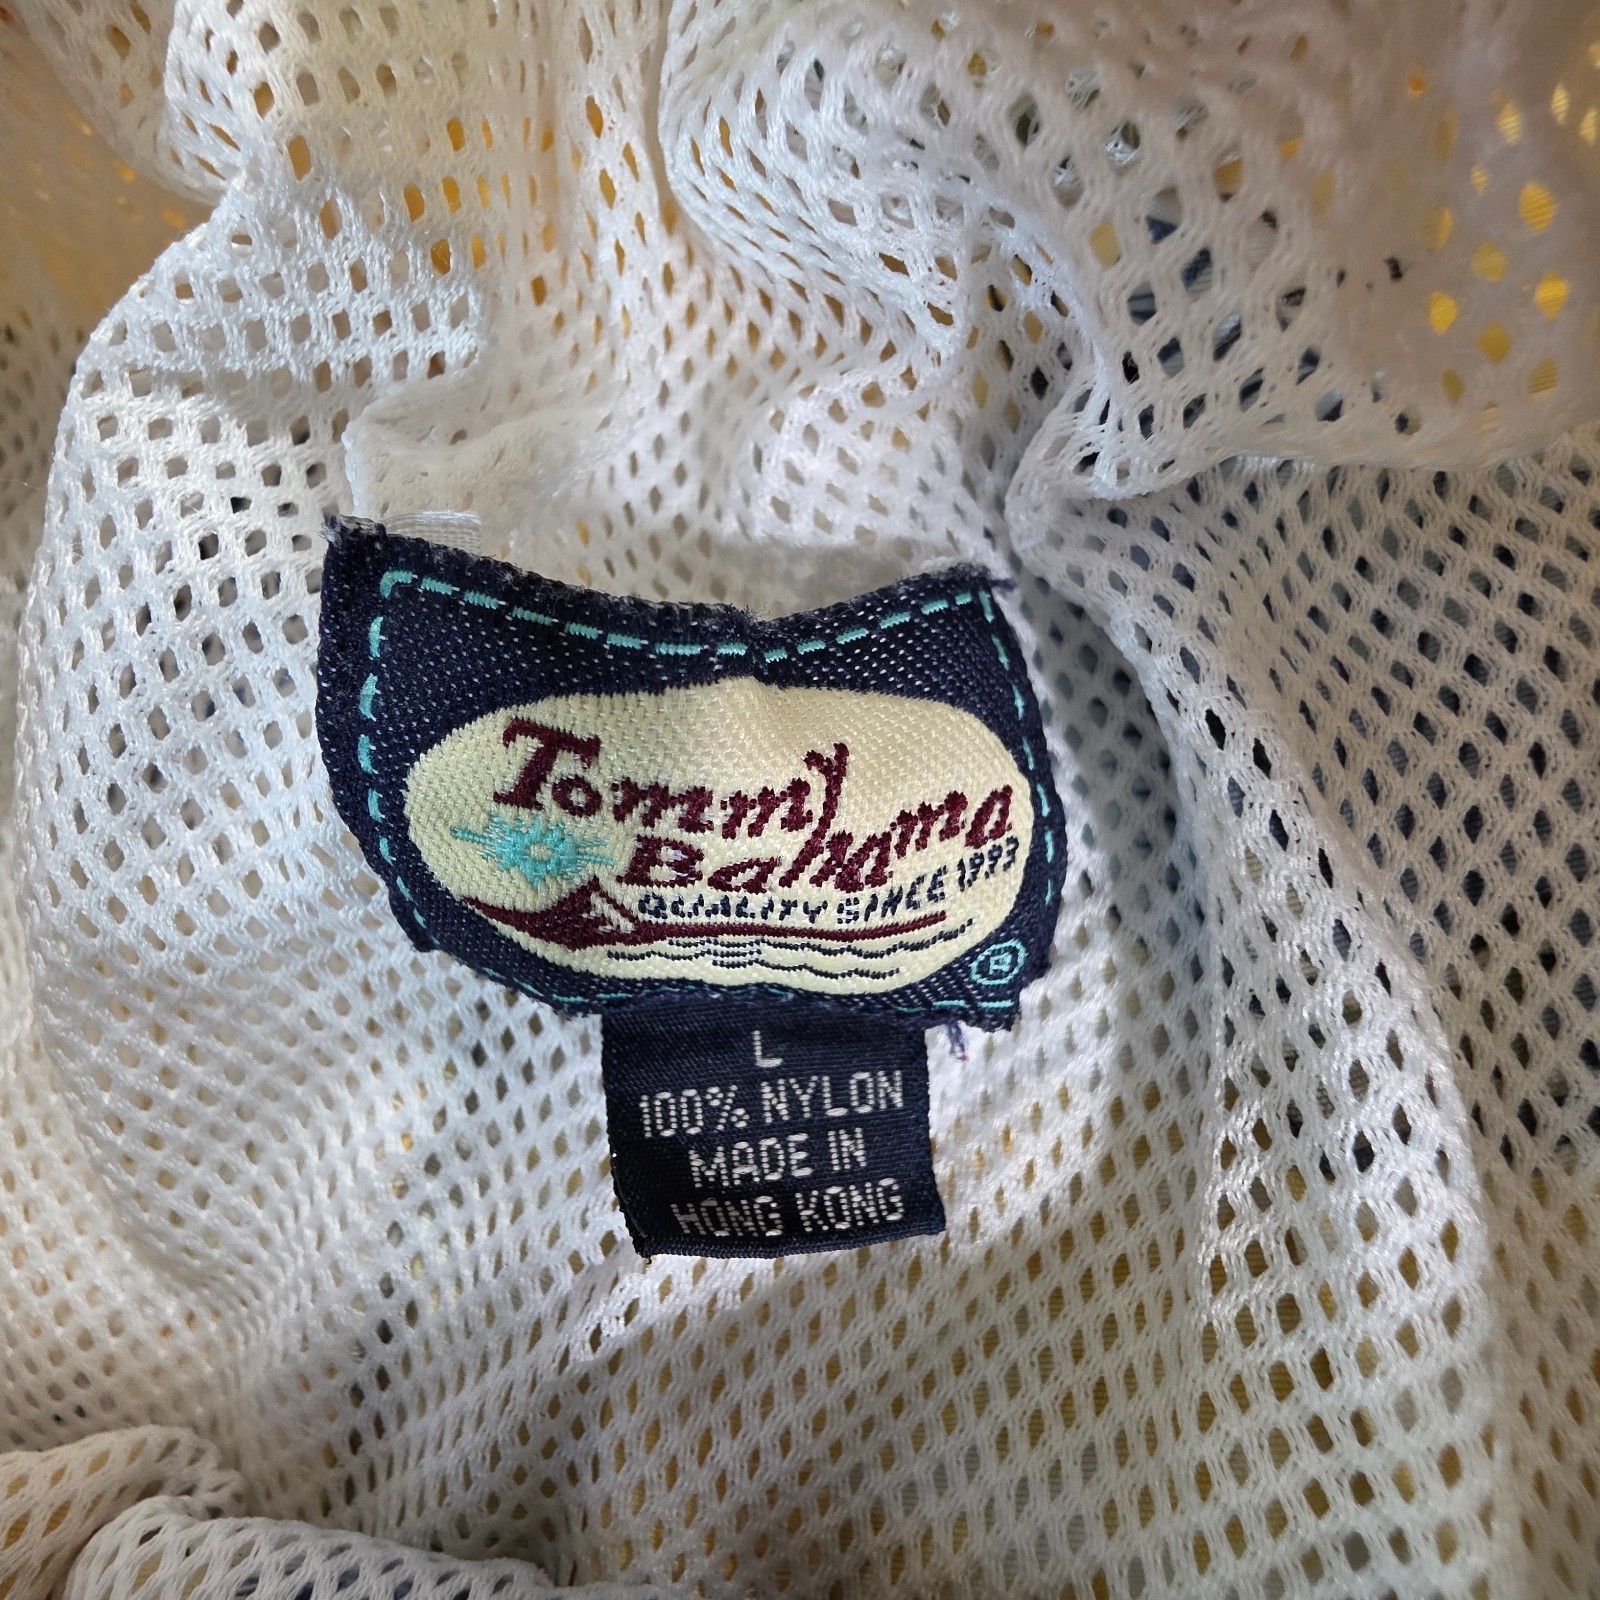 Tommy
Bahama
QUALITY SINCE 1993
®
L
100% NYLON
MADE IN
HONG KONG